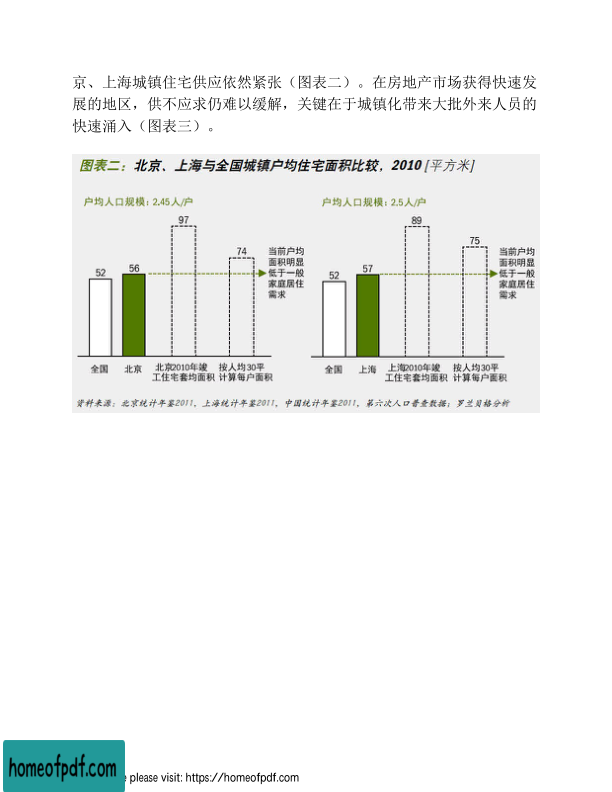 京、上海城镇住宅供应依然紧张（图表二）。在房地产市场获得快速发
展的地区，供不应求仍难以缓解，关键在于城镇化带来大批外来人员的
快速涌入（图表三）。
图表二：北京、上海与全国城镇户均住宅面积比较，2010 [平方米]
户均人口规模：2.45人/户
97
74
52
56
当前户均
面积明显
低于一般
家庭居住
需求
全国
北京
北京2010年竣
工住宅套均面积
按人均30平
计算每户面积
户均人口规模：2.5人/户
89
75
52
57
当前户均
面积明显
低于一般
家庭居住
需求
全国
上海
上海2010年竣
工住宅套均面积
按人均30平
计算每户面积
资料来源：北京统计年鉴2011，上海统计年鉴2011，中国统计年鉴2011，第六次人口普查数据；罗兰贝格分析
homeofpdf.com
e please visit: https://homeofpdf.com